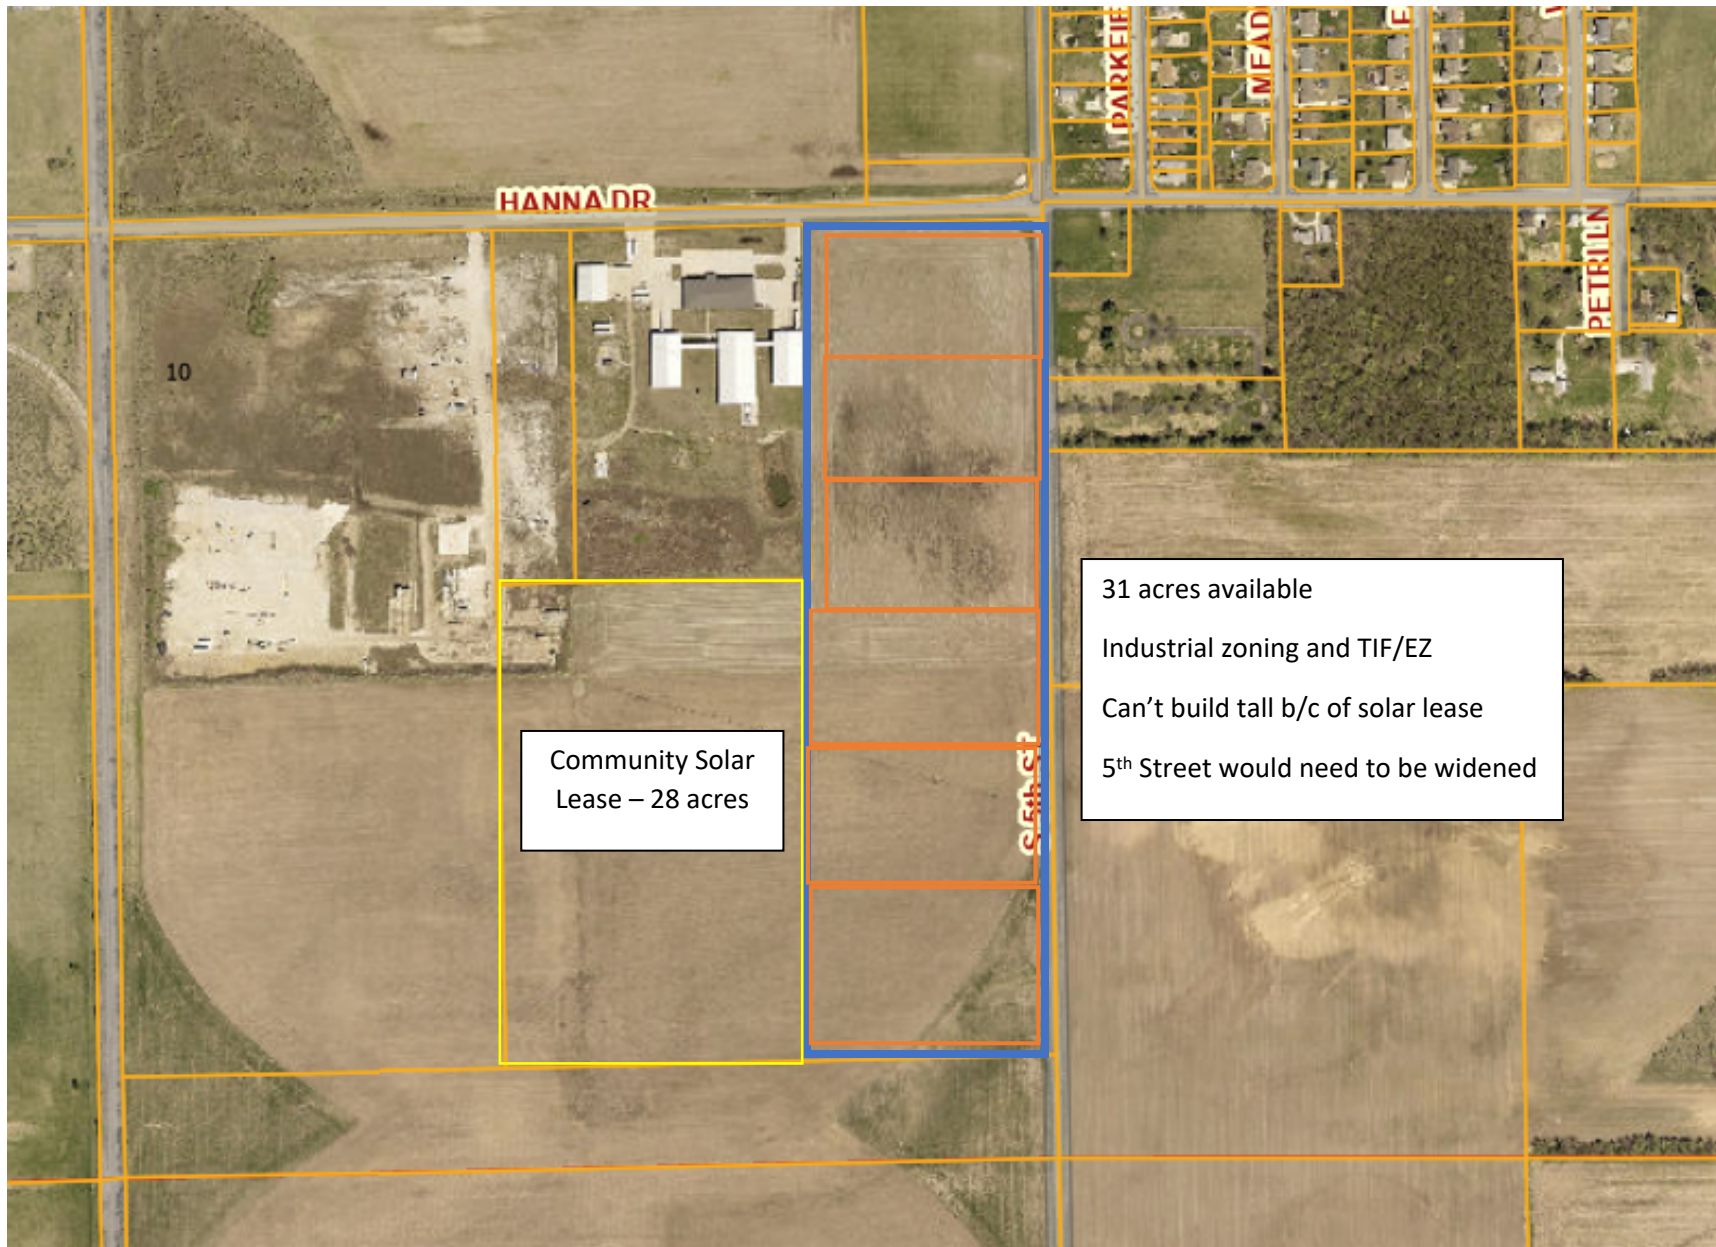 PARKFIE
MEAD
HANNA DR
PETRI LN
10
31 acres available
Industrial zoning and TIF/EZ
Can’t build tall b/c of solar lease
5th Street would need to be widened
Community Solar
Lease – 28 acres
S 5th ST